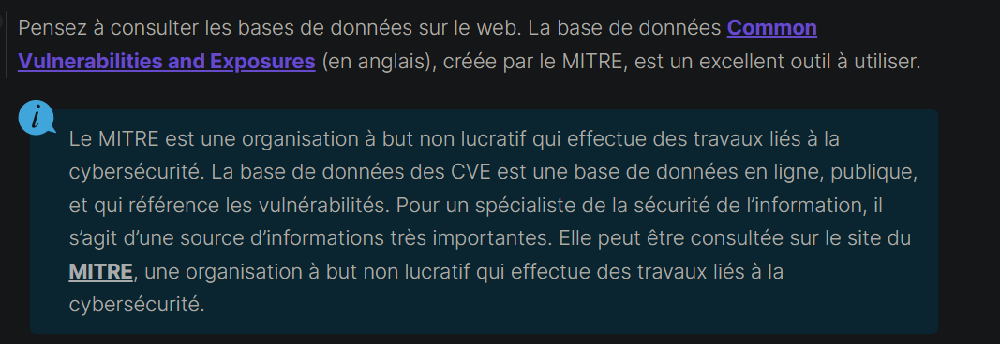 Pensez à consulter les bases de données sur le web. La base de données Common
Vulnerabilities and Exposures (en anglais), créée par le MITRE, est un excellent outil à utiliser.
i
Le MITRE est une organisation à but non lucratif qui effectue des travaux liés à la
cybersécurité. La base de données des CVE est une base de données en ligne, publique,
et qui référence les vulnérabilités. Pour un spécialiste de la sécurité de l’information, il
s’agit d’une source d’informations très importantes. Elle peut être consultée sur le site du
MITRE, une organisation à but non lucratif qui effectue des travaux liés à la
cybersécurité.